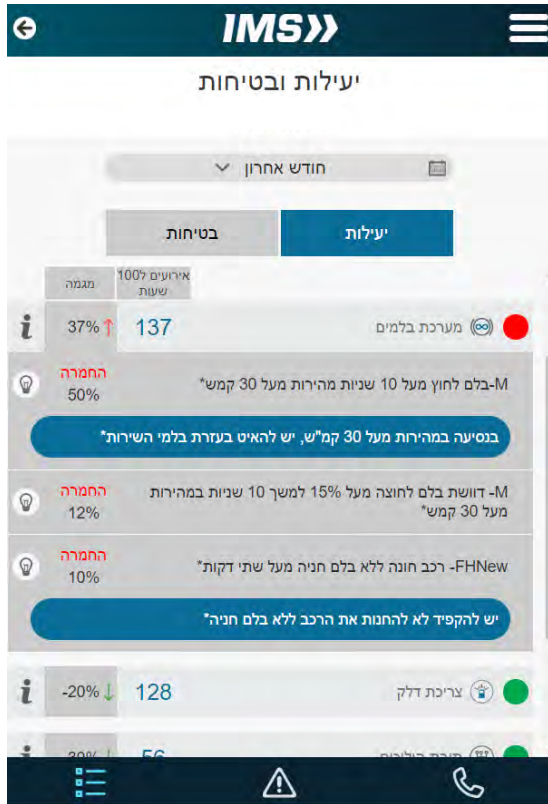 IMS
יעילות ובטיחות
חודש אחרון
יעילות
בטיחות
אירועים ל100
שעות
מגמה
מערכת בלמים
137
37%
M-בלם לחוץ מעל 10 שניות מהירות מעל 30 קמש*
החמרה
50%
בנסיעה במהירות מעל 30 קמ"ש, יש להאיט בעזרת בלמי השירות*
M- דוושת בלם לחוצה מעל 15% למשך 10 שניות במהירות
מעל 30 קמש*
החמרה
12%
FHNew- רכב חונה ללא בלם חניה מעל שתי דקות*
החמרה
10%
יש להקפיד לא להחנות את הרכב ללא בלם חניה*
צריכת דלק
128
-20%